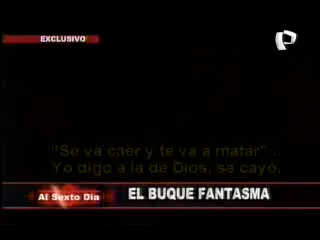 EXCLUSIVO
"Se va caer y te va a matar"..
Yo digo a la de Dios, se cayó,
Al Sexto Día
EL BUQUE FANTASMA